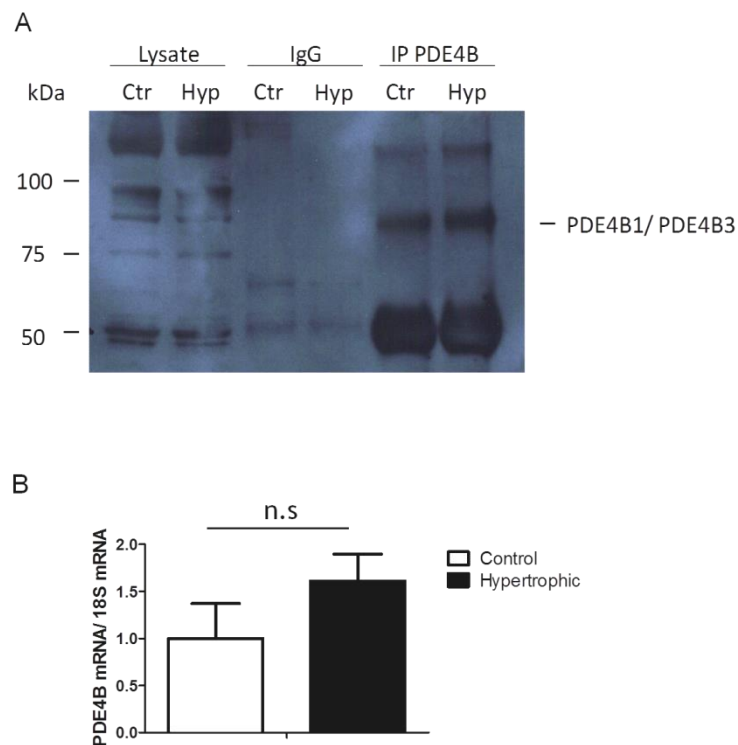 A
Lysate IgG IP PDE4B
kDa Ctr Hyp Ctr Hyp Ctr Hyp
100
PDE4B1/ PDE4B3
75
50
B
n.s
PDE4B mRNA/ 18S mRNA
2.0
1.5
1.0
0.5
0.0
Control
Hypertrophic